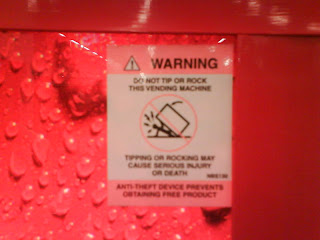 WARNING
DO NOT TIP OR ROCK
THIS VENDING MACHINE
TIPPING OR ROCKING MAY
CAUSE SERIOUS INJURY
OR DEATH
ANTI-THEFT DEVICE PREVENTS
OBTAINING FREE PRODUCT